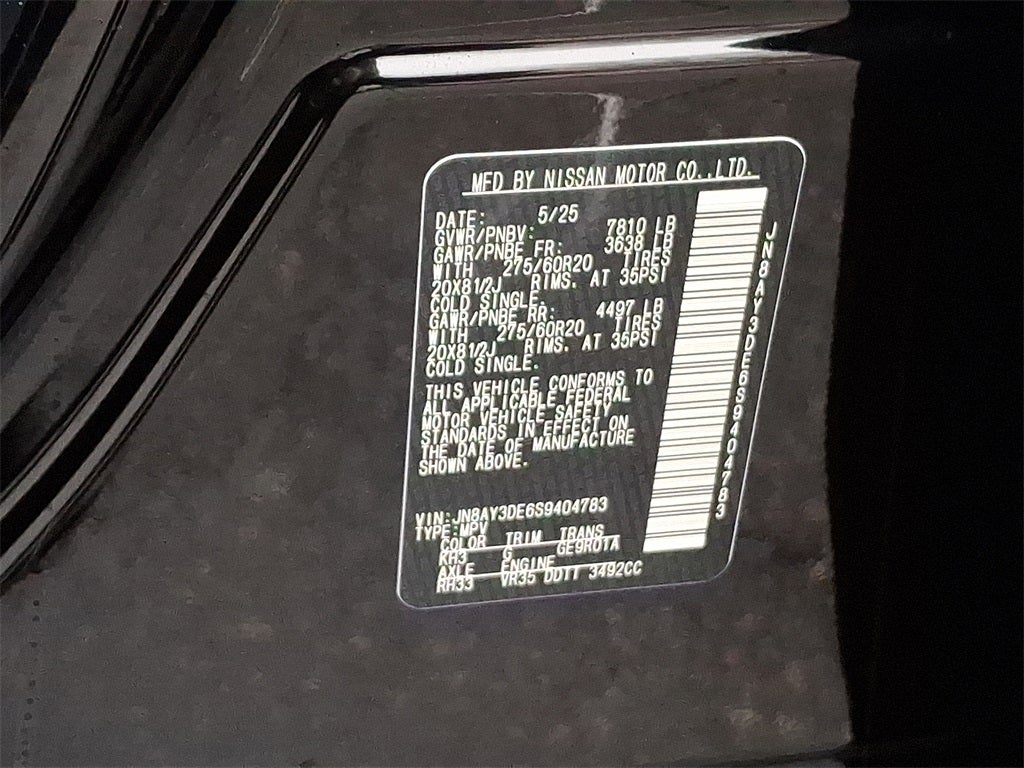 MFD BY NISSAN MOTOR CO.,LTD.
DATE: 5/25
GVWR/PNBV: 7810 LB
GAWR/PNBE FR: 3638 LB
WITH 275/60R20 TIRES
20X81/2J RIMS. AT 35PSI
COLD SINGLE.
GAWR/PNBE RR: 4497 LB
WITH 275/60R20 TIRES
20X81/2J RIMS. AT 35PSI
COLD SINGLE.
THIS VEHICLE CONFORMS TO
ALL APPLICABLE FEDERAL
MOTOR VEHICLE SAFETY
STANDARDS IN EFFECT ON
THE DATE OF MANUFACTURE
SHOWN ABOVE.
VIN:JN8AY3DE6S9404783
TYPE:MPV
COLOR TRIM TRANS
KH3 G GE9R01A
AXLE ENGINE
RH33 VR35 DDTT 3492CC
JN8AY3DE6S9404783